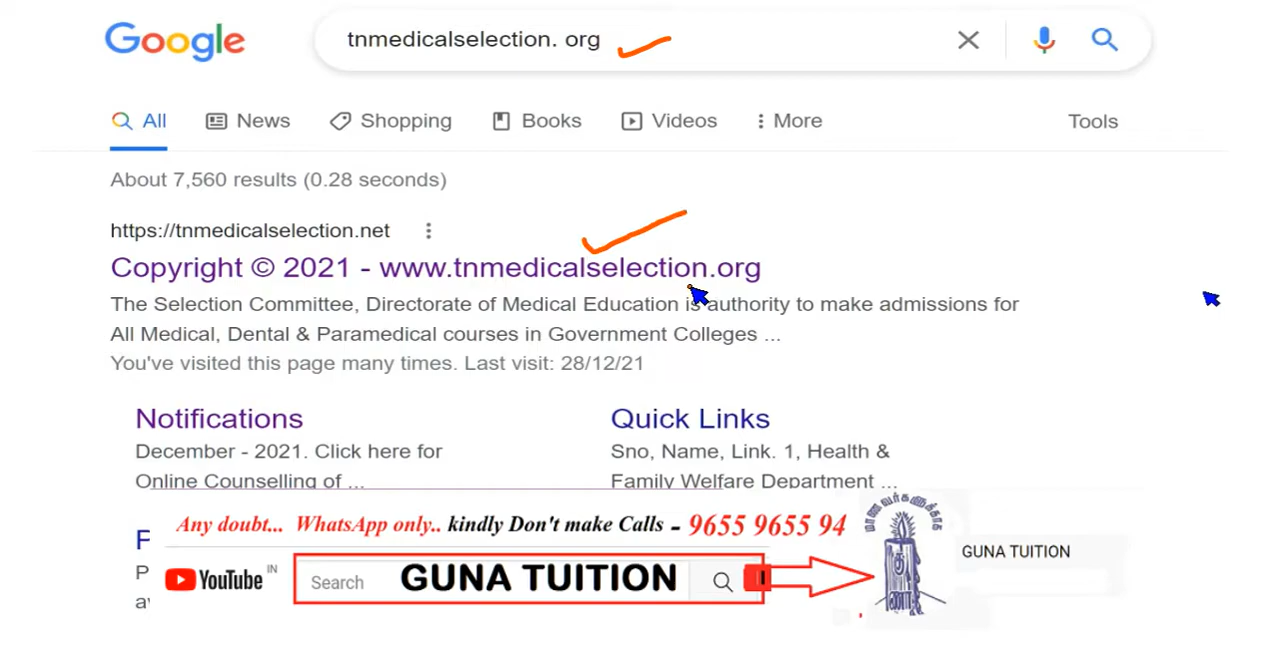 Google
tnmedicalselection. org
All News Shopping Books Videos More Tools
About 7,560 results (0.28 seconds)
https://tnmedicalselection.net
Copyright © 2021 - www.tnmedicalselection.org
The Selection Committee, Directorate of Medical Education is authority to make admissions for
All Medical, Dental & Paramedical courses in Government Colleges ...
You've visited this page many times. Last visit: 28/12/21
Notifications
December - 2021. Click here for
Online Counselling of ...
Quick Links
Sno, Name, Link. 1, Health &
Family Welfare Department ...
F
P
av
Any doubt... WhatsApp only.. kindly Don't make Calls - 9655 9655 94
YouTube IN
Search GUNA TUITION
மாணவர்களுக்காக
GUNA TUITION